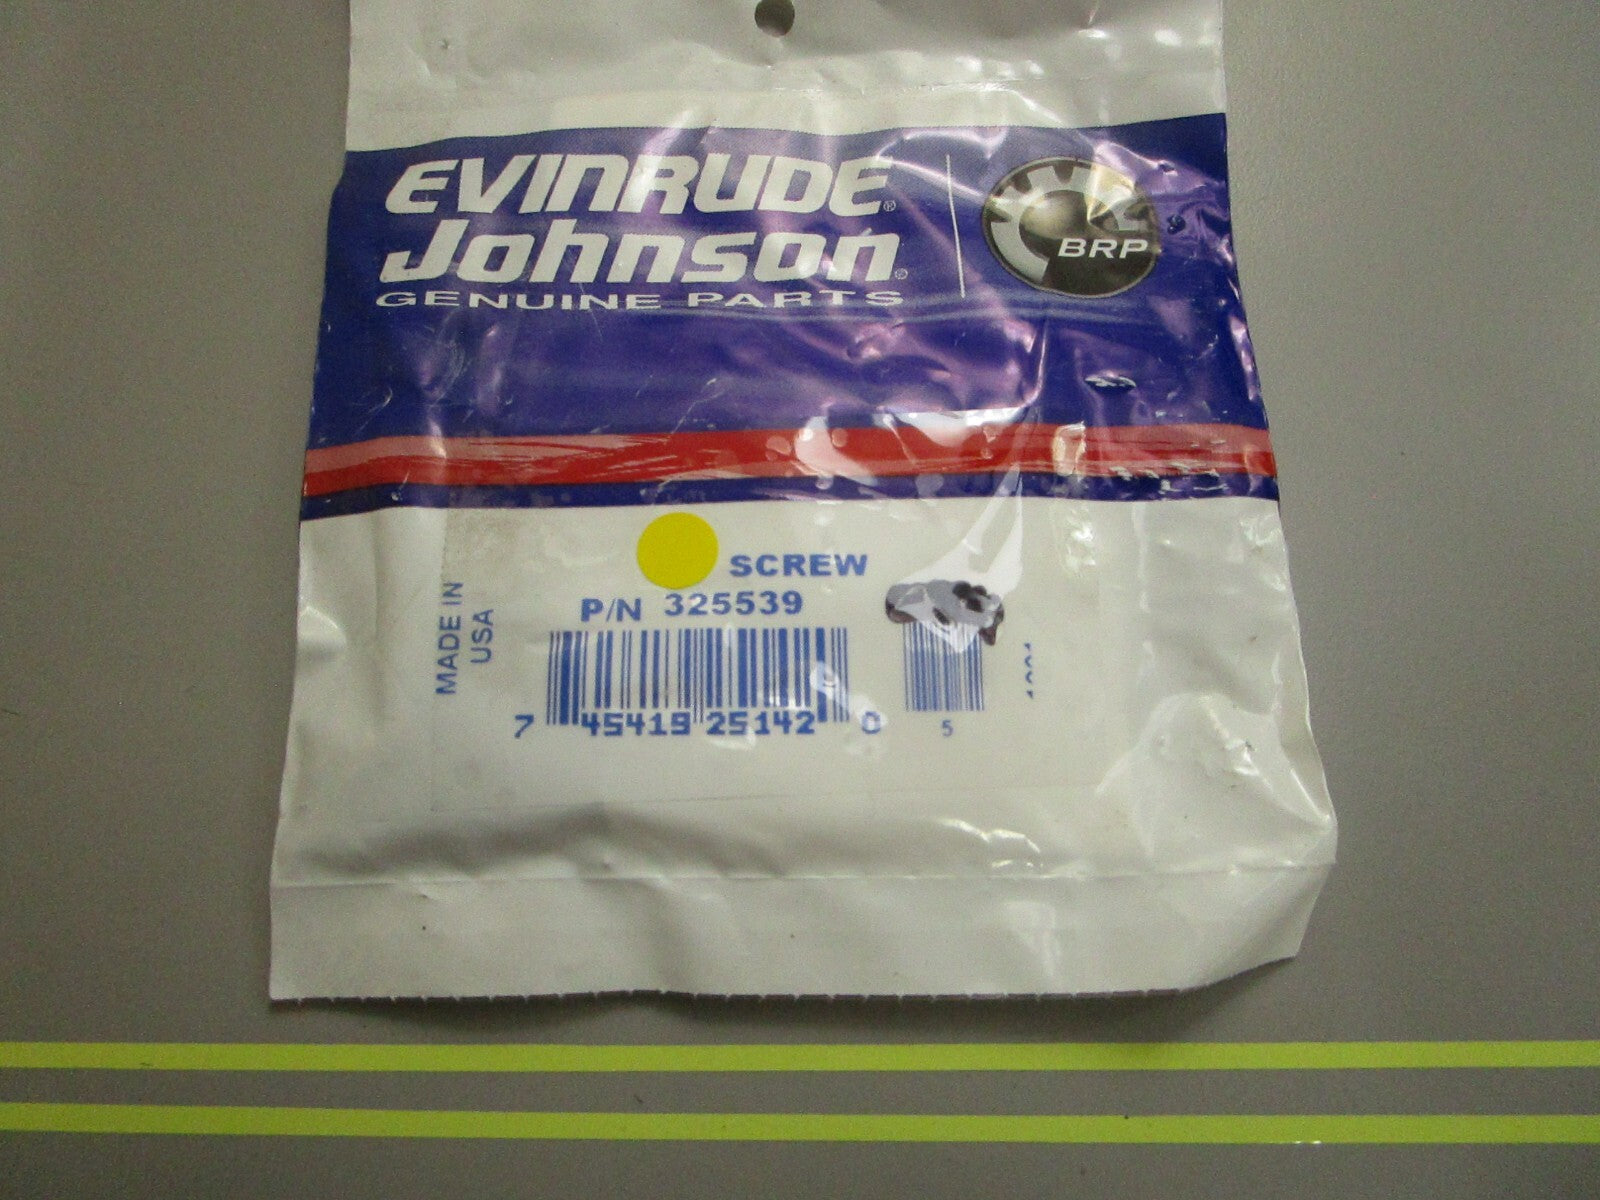 EVINRUDE®
Johnson®
GENUINE PARTS
BRP
SCREW
P/N 325539
MADE IN
USA
7 45419 25142 0 5